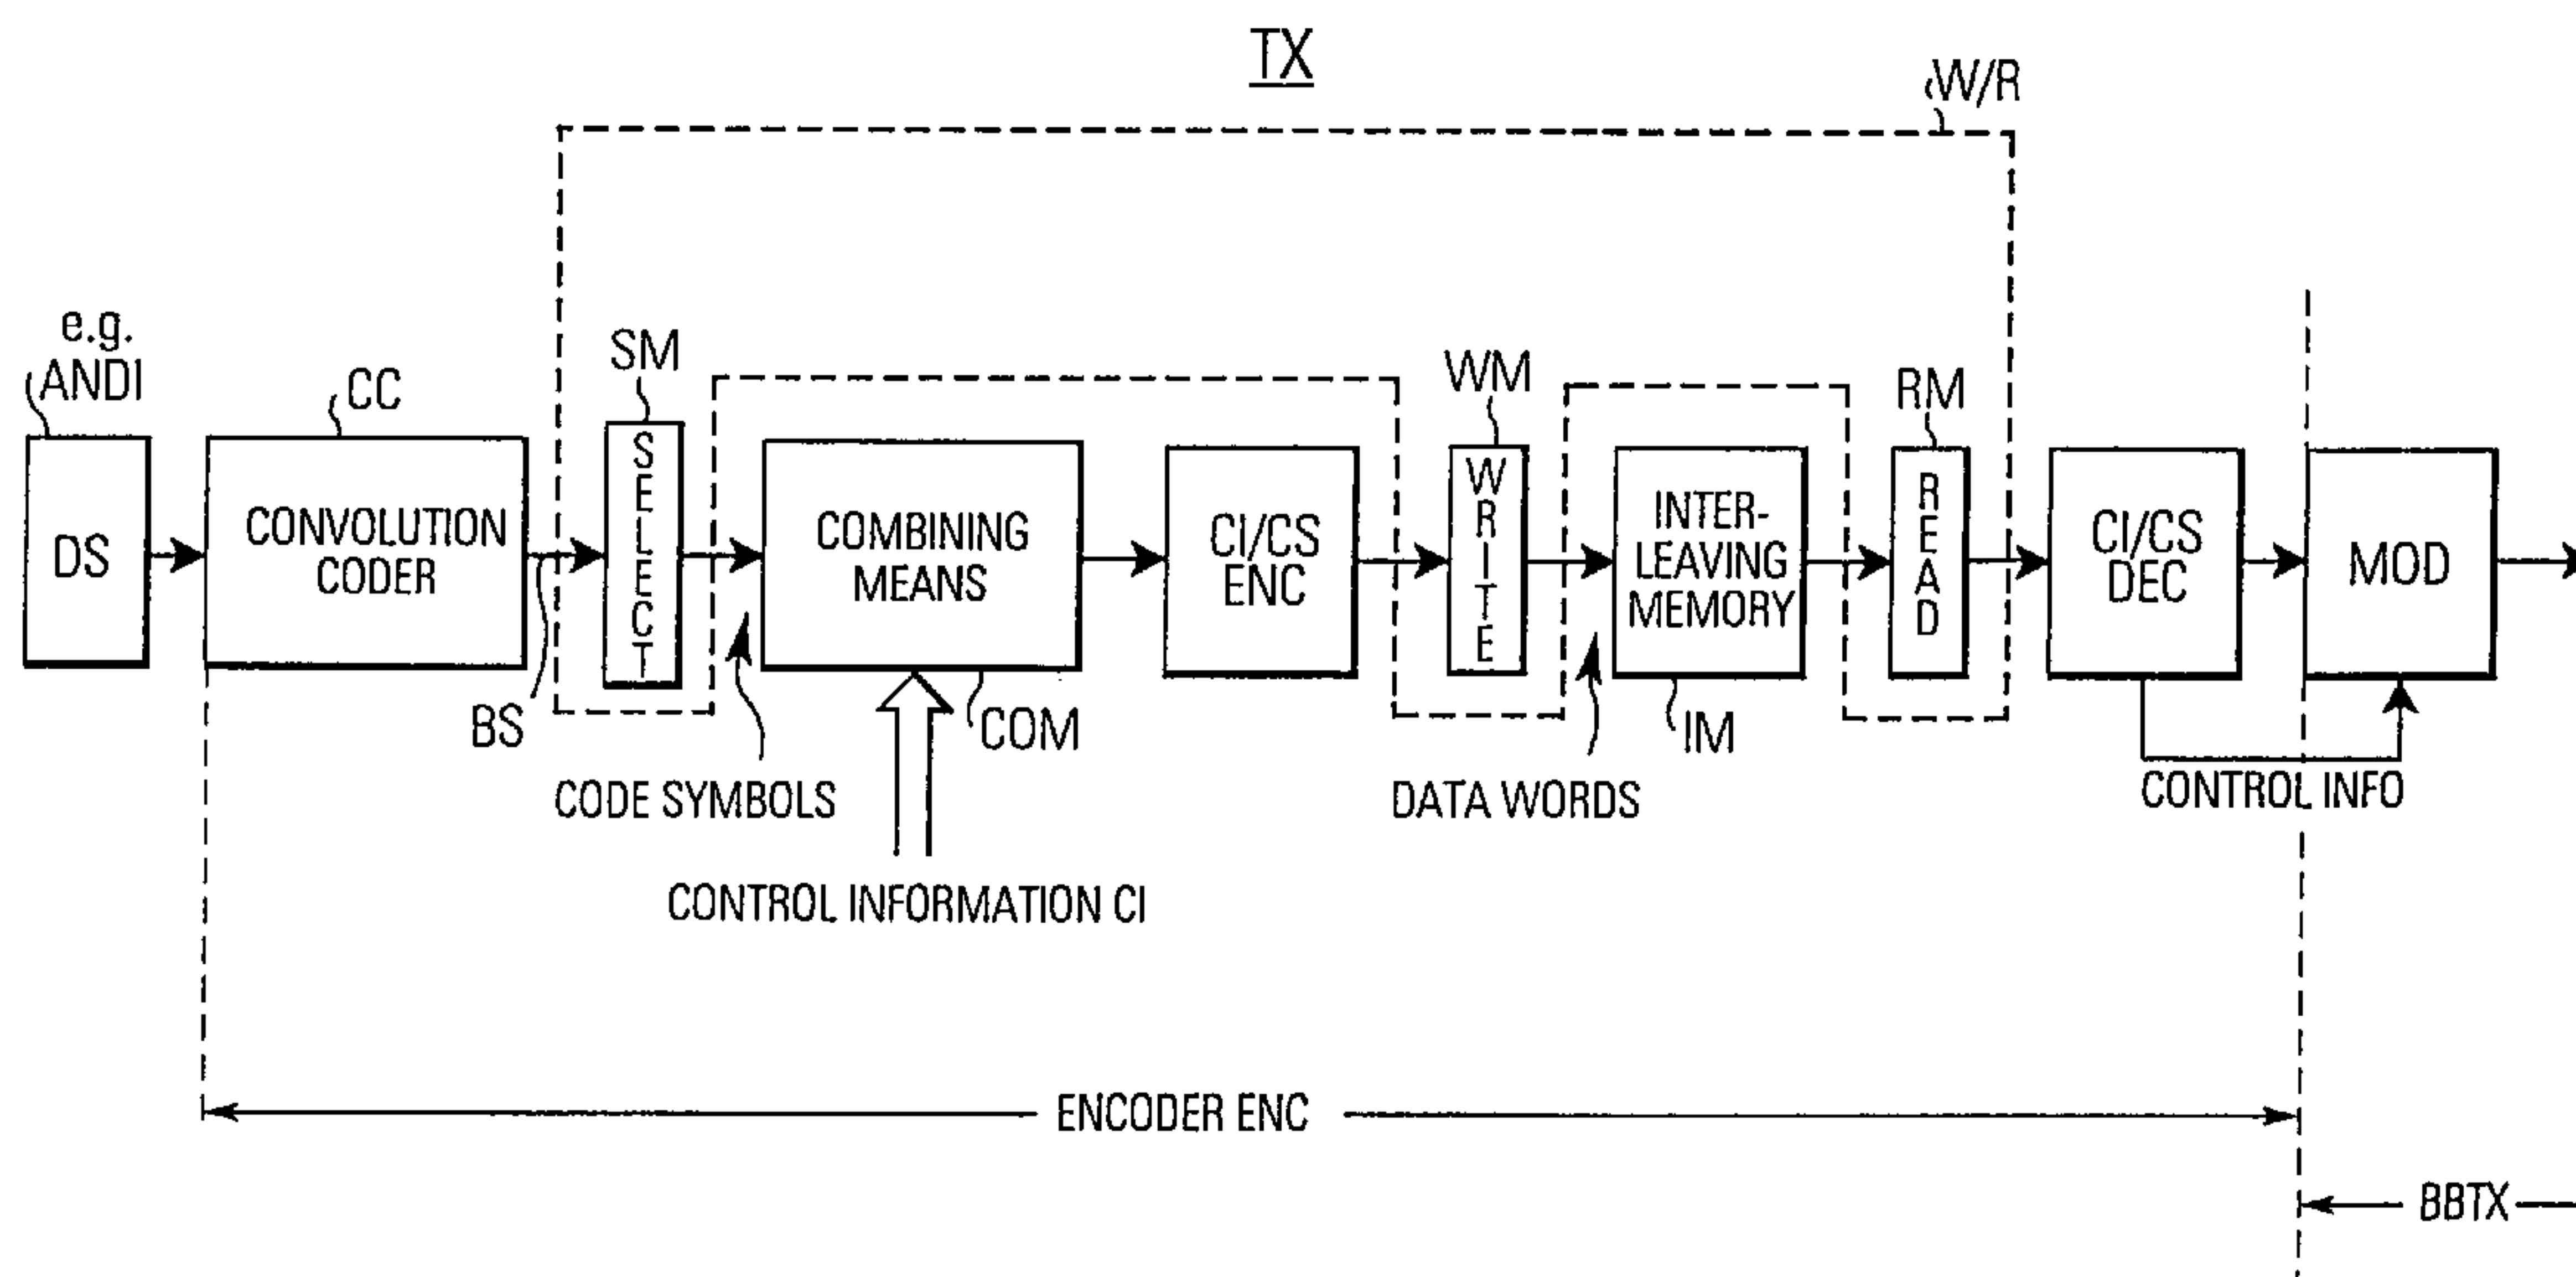 TX
W/R
e.g.
ANDI
CC
SM
WM
RM
DS
CONVOLUTION
CODER
SELECT
COMBINING
MEANS
CI/CS
ENC
WRITE
INTER-
LEAVING
MEMORY
READ
CI/CS
DEC
MOD
BS
COM
IM
CODE SYMBOLS
DATA WORDS
CONTROL INFO
CONTROL INFORMATION CI
ENCODER ENC
BBTX